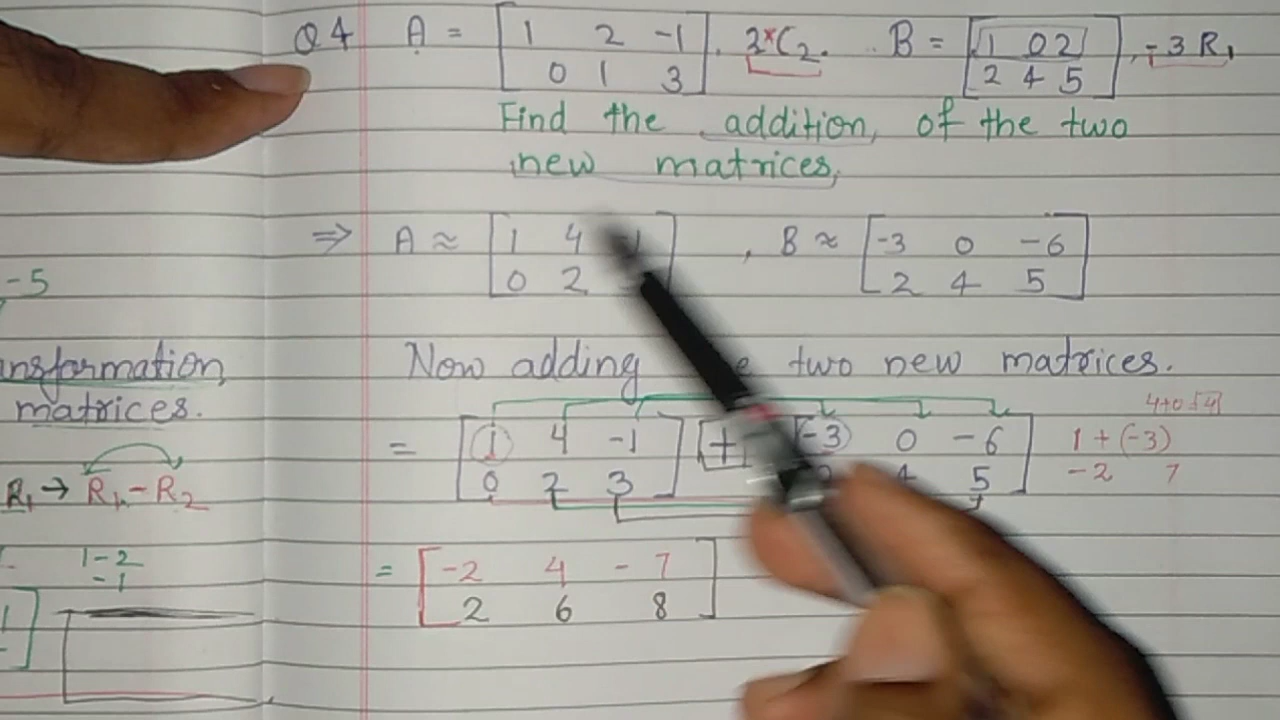 Q4 A = [1 2 -1 , B = [1 0 2 , -3 R₁
0 1 3] 2 4 5]
Find the addition, of the two
new matrices,
⇒ A ≈ [1 4 , B ≈ [-3 0 -6
0 2 2 4 5]
-5
nsformation
matrices.
Now adding two new matrices.
4+0=4
= [1 4 -1 + -3 0 -6] 1 + (-3)
0 2 3] 5] -2 7
R₁ → R₁ - R₂
1-2
-1
= [-2 4 - 7
2 6 8]